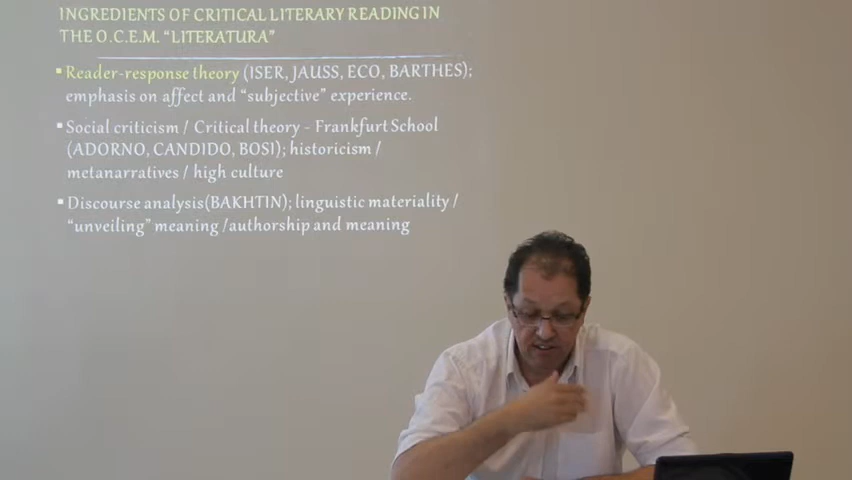 INGREDIENTS OF CRITICAL LITERARY READING IN
THE O.C.E.M. “LITERATURA”
▪Reader-response theory (ISER, JAUSS, ECO, BARTHES);
emphasis on affect and “subjective” experience.
▪Social criticism / Critical theory - Frankfurt School
(ADORNO, CANDIDO, BOSI); historicism /
metanarratives / high culture
▪Discourse analysis(BAKHTIN); linguistic materiality /
“unveiling” meaning /authorship and meaning